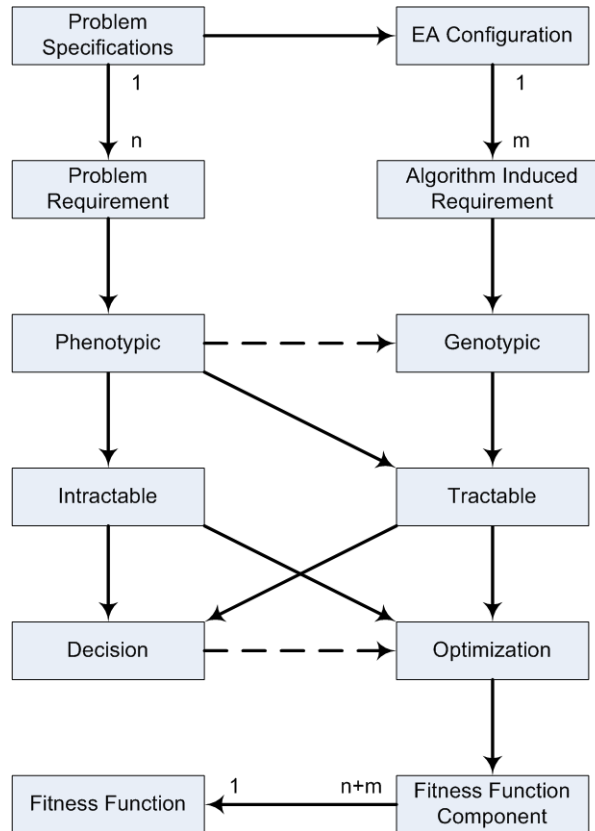 Problem
Specifications
EA Configuration
1
1
n
m
Problem
Requirement
Algorithm Induced
Requirement
Phenotypic
Genotypic
Intractable
Tractable
Decision
Optimization
Fitness Function
1
n+m
Fitness Function
Component